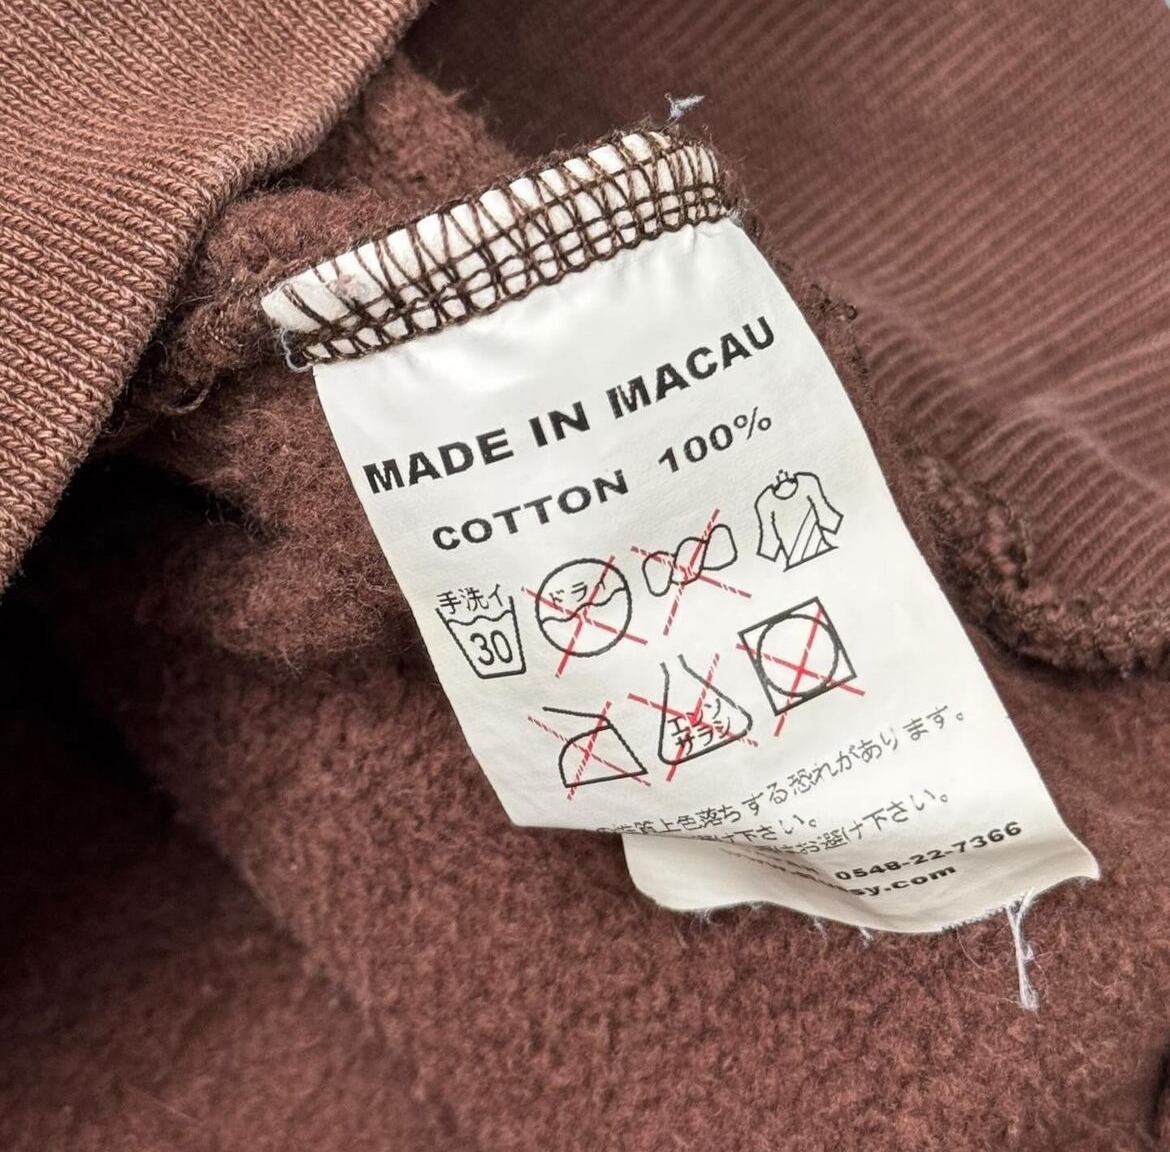 MADE IN MACAU
COTTON 100%
手洗イ
30
ドライ
エンソ
サラシ
上色落ちする恐れがあります。
下さい。
お避け下さい。
0548-22-7366
sy.com